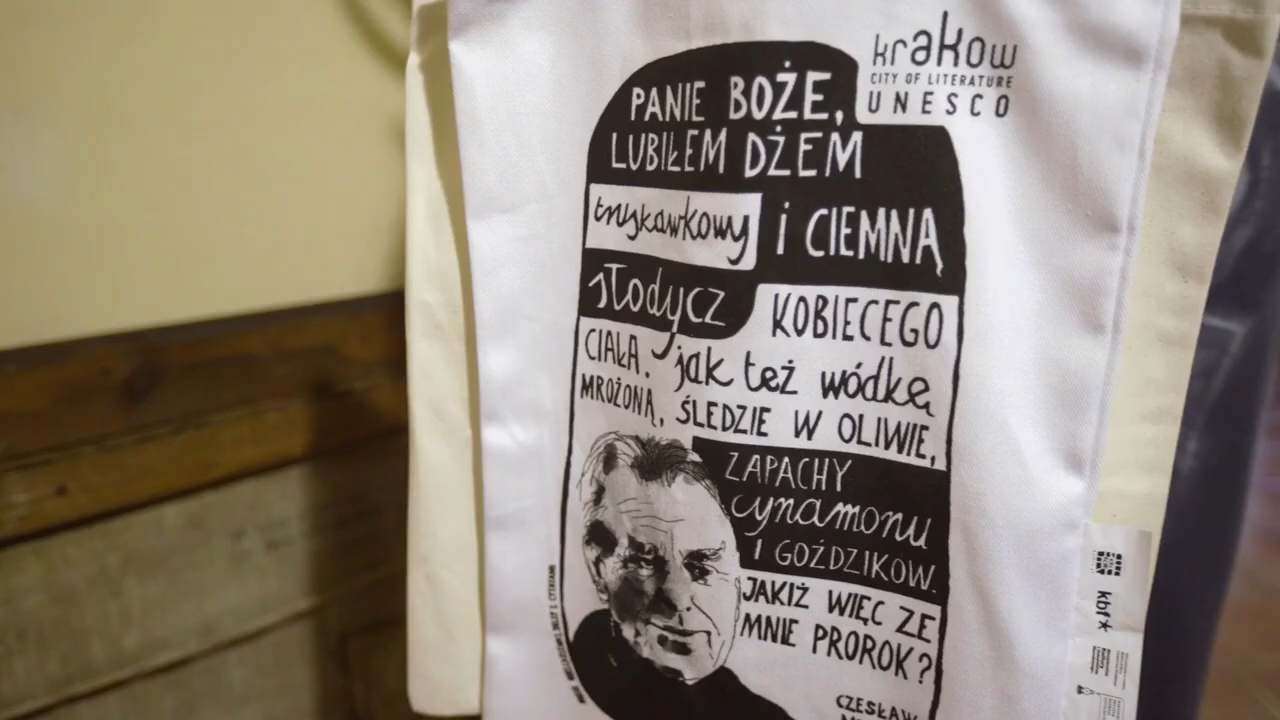 krakow
CITY OF LITERATURE
UNESCO
PANIE BOŻE,
LUBIŁEM DŻEM
truskawkowy i CIEMNĄ
słodycz KOBIECEGO
CIAŁA. jak też wódkę
MROŻONĄ, ŚLEDZIE W OLIWIE,
ZAPACHY
cynamonu
I GOŹDZIKÓW.
JAKIŻ WIĘC ZE
MNIE PROROK?
CZESŁAW
kbf*